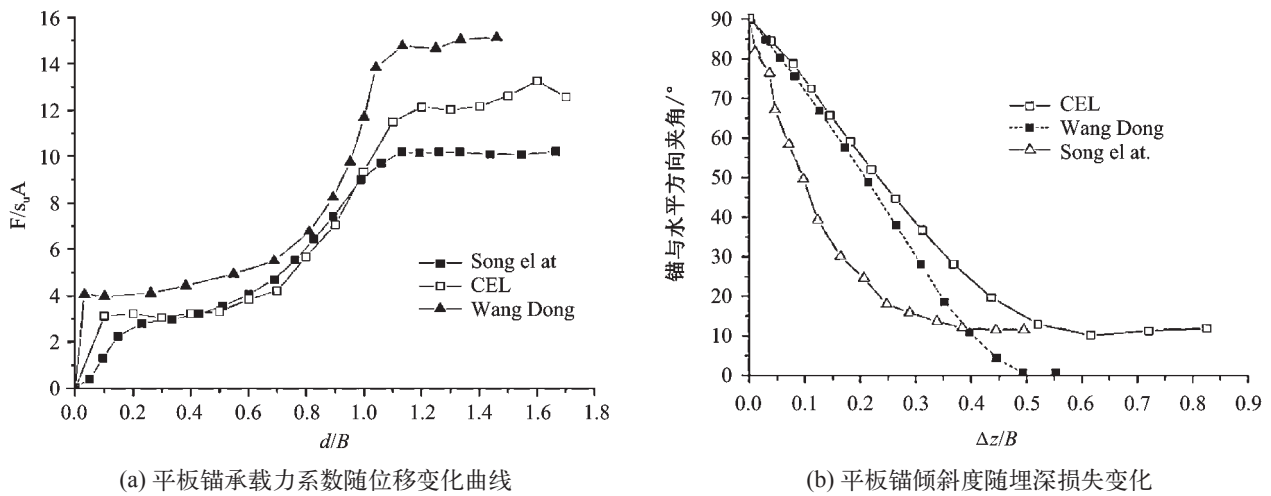 16
14
12
10
8
6
4
2
0
F/suA
Song el at
CEL
Wang Dong
0.0 0.2 0.4 0.6 0.8 1.0 1.2 1.4 1.6 1.8
d/B
(a) 平板锚承载力系数随位移变化曲线
90
80
70
60
50
40
30
20
10
0
锚与水平方向夹角/°
CEL
Wang Dong
Song el at.
0.0 0.1 0.2 0.3 0.4 0.5 0.6 0.7 0.8 0.9
Δz/B
(b) 平板锚倾斜度随埋深损失变化